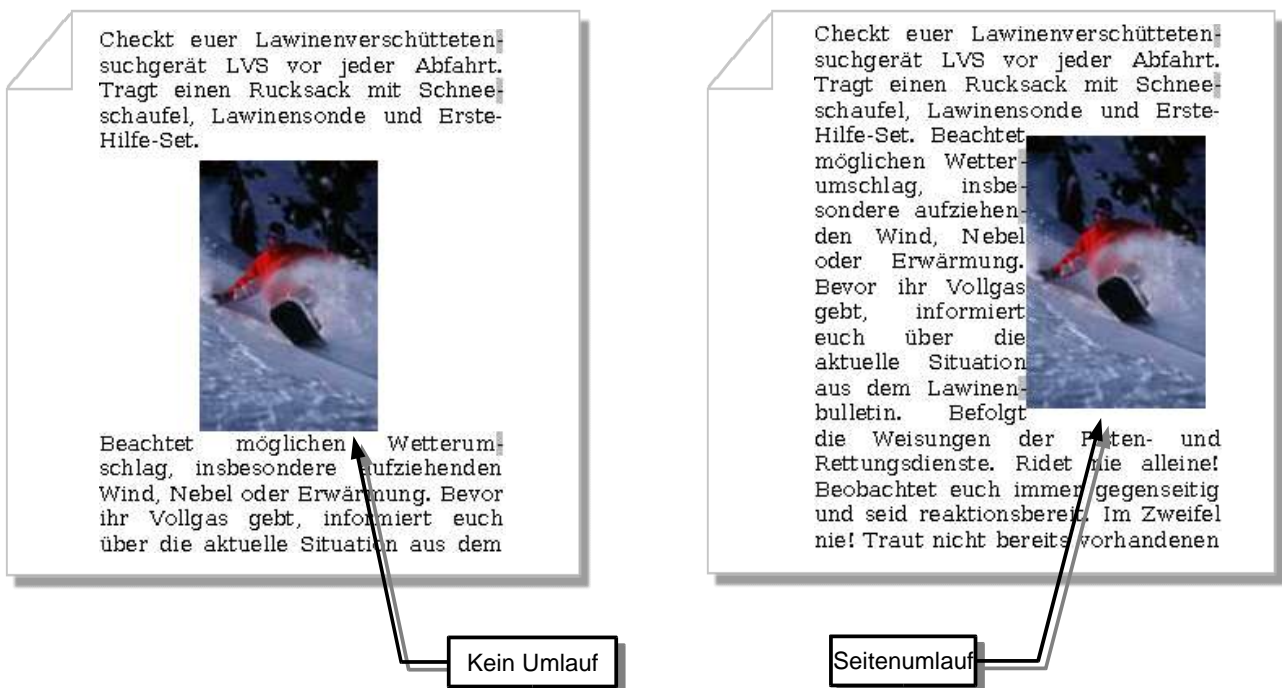 Checkt euer Lawinenverschütteten-
suchgerät LVS vor jeder Abfahrt.
Tragt einen Rucksack mit Schnee-
schaufel, Lawinensonde und Erste-
Hilfe-Set.
Beachtet möglichen Wetterum-
schlag, insbesondere aufziehenden
Wind, Nebel oder Erwärmung. Bevor
ihr Vollgas gebt, informiert euch
über die aktuelle Situation aus dem
Kein Umlauf
Checkt euer Lawinenverschütteten-
suchgerät LVS vor jeder Abfahrt.
Tragt einen Rucksack mit Schnee-
schaufel, Lawinensonde und Erste-
Hilfe-Set. Beachtet
möglichen Wetter-
umschlag, insbe-
sondere aufziehen-
den Wind, Nebel
oder Erwärmung.
Bevor ihr Vollgas
gebt, informiert
euch über die
aktuelle Situation
aus dem Lawinen-
bulletin. Befolgt
die Weisungen der Pisten- und
Rettungsdienste. Ridet nie alleine!
Beobachtet euch immer gegenseitig
und seid reaktionsbereit. Im Zweifel
nie! Traut nicht bereits vorhandenen
Seitenumlauf